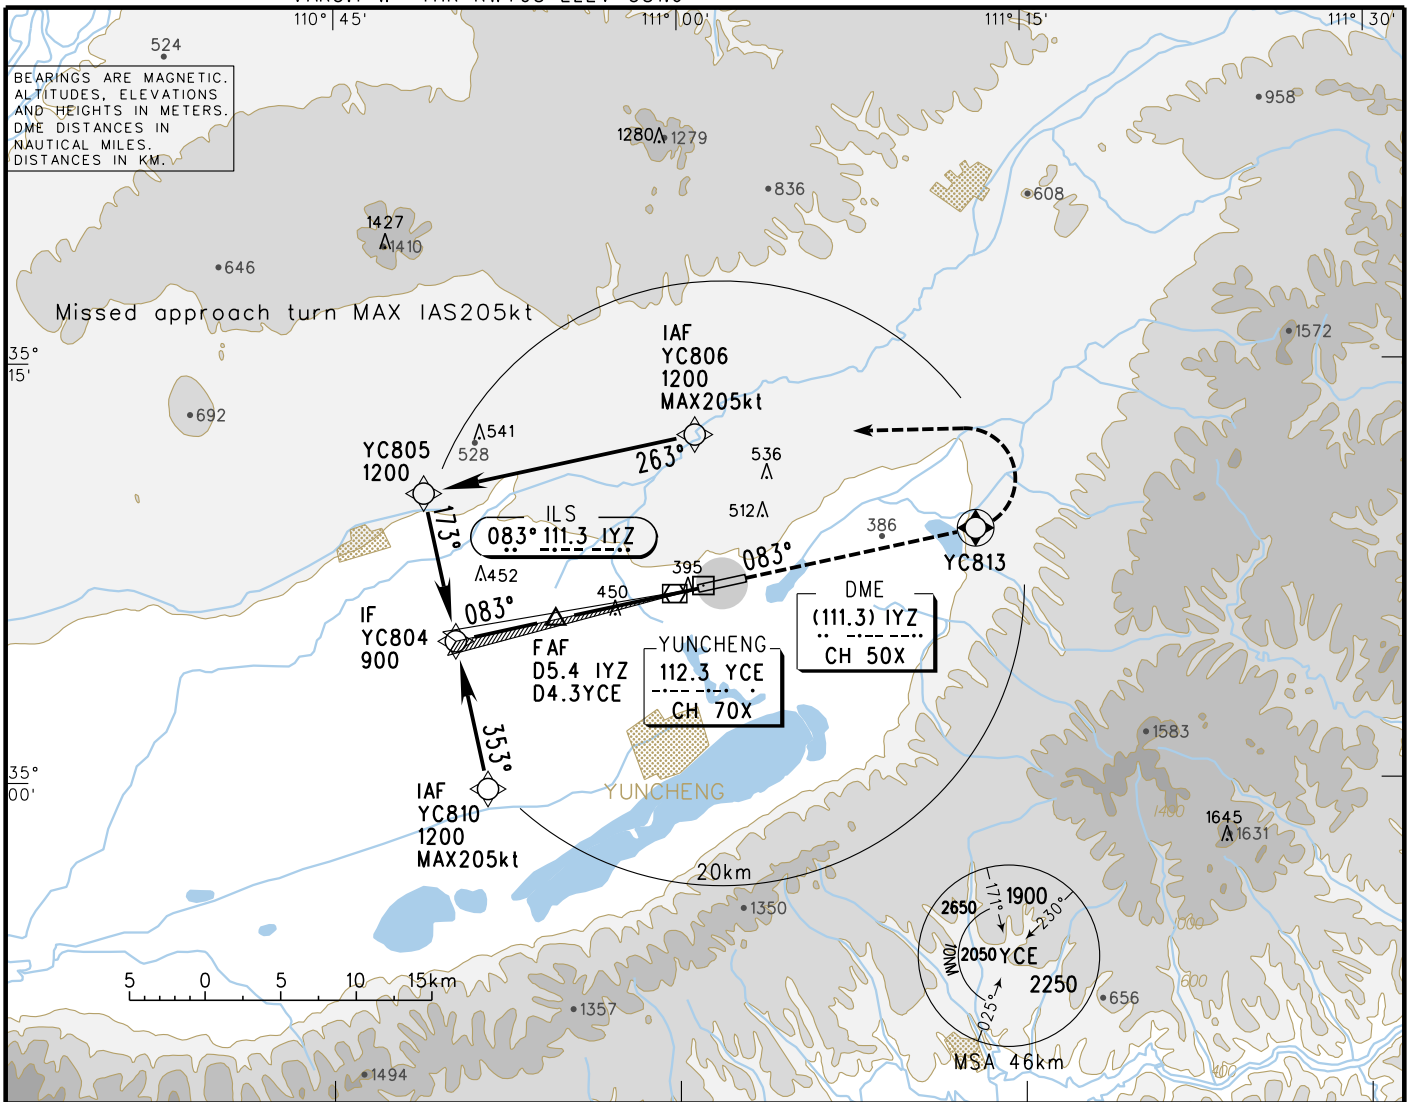 110° 45'
111° 00'
111° 15'
111° 30'
524
BEARINGS ARE MAGNETIC.
ALTITUDES, ELEVATIONS
AND HEIGHTS IN METERS.
DME DISTANCES IN
NAUTICAL MILES.
DISTANCES IN KM.
958
1280
1279
836
608
1427
1410
646
Missed approach turn MAX IAS205kt
1572
35°
15'
IAF
YC806
1200
MAX205kt
692
541
528
YC805
1200
263°
536
512
173°
ILS
083° 111.3 IYZ
386
083°
YC813
452
395
450
IF
YC804
900
083°
DME
(111.3) IYZ
CH 50X
FAF
D5.4 IYZ
D4.3YCE
YUNCHENG
112.3 YCE
CH 70X
353°
1583
35°
00'
IAF
YC810
1200
MAX205kt
YUNCHENG
1400
1645
1631
20km
1350
1000
171°
1900
230°
2650
10NM
2050
YCE
2250
025°
600
656
MSA 46km
400
5 0 5 10 15km
1357
1494